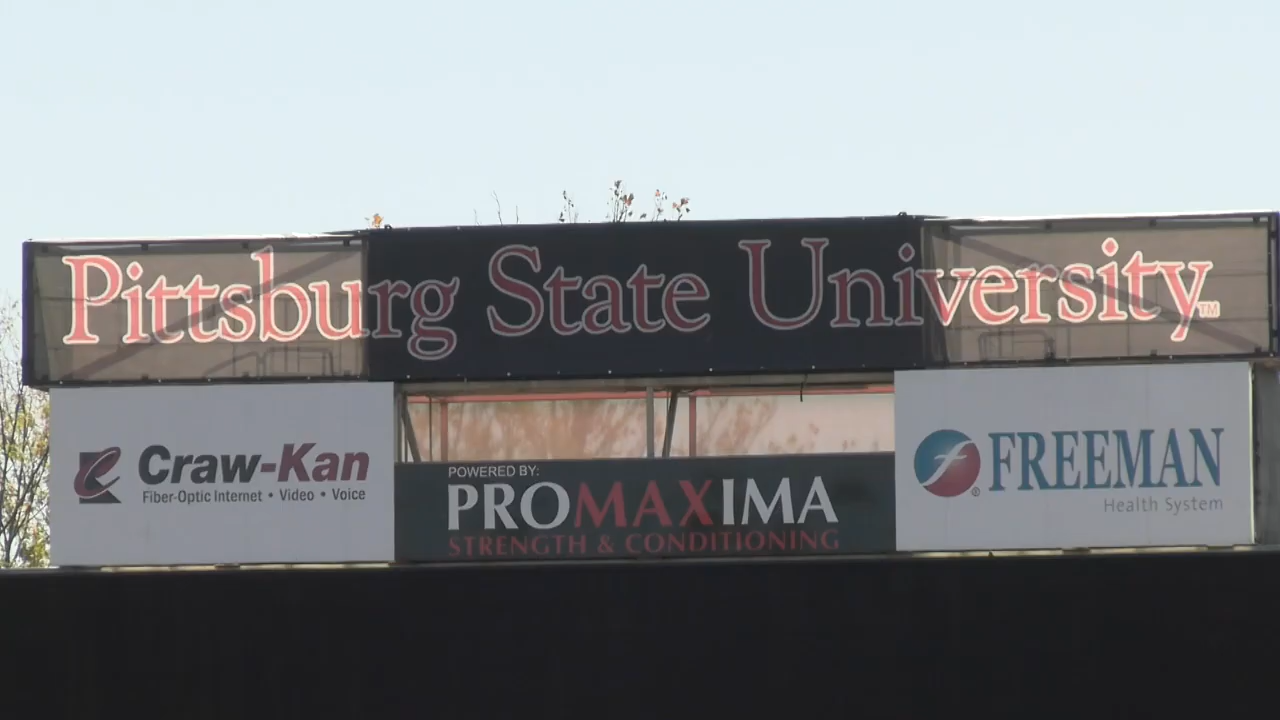 Pittsburg State University™
Craw-Kan
Fiber-Optic Internet • Video • Voice
POWERED BY:
PROMAXIMA
STRENGTH & CONDITIONING
FREEMAN®
Health System